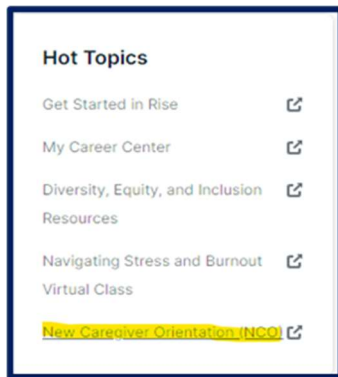 Hot Topics
Get Started in Rise
My Career Center
Diversity, Equity, and Inclusion
Resources
Navigating Stress and Burnout
Virtual Class
New Caregiver Orientation (NCO)